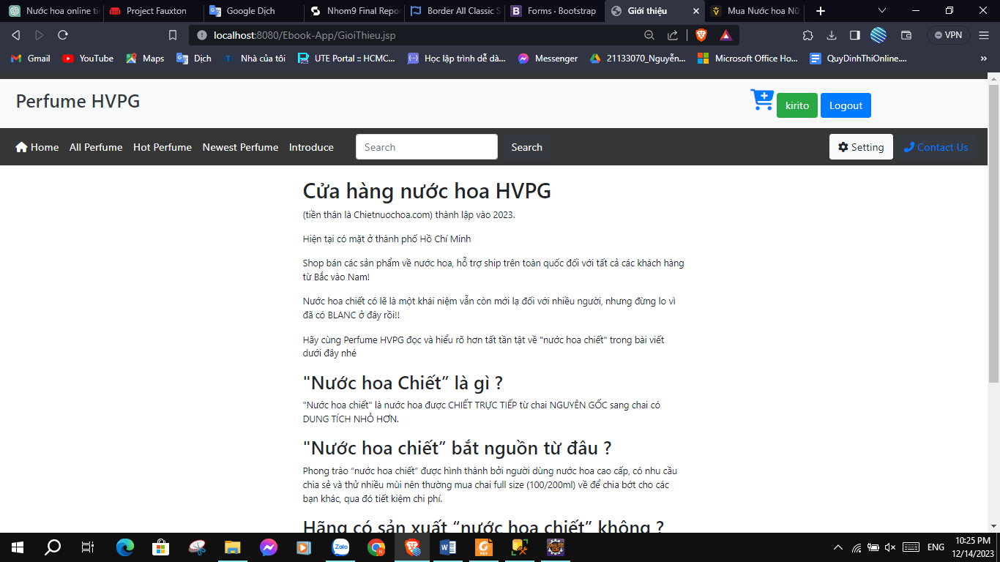 Nước hoa online tiệ
Project Fauxton
Google Dịch
Nhom9 Final Repor
Border All Classic S
Forms · Bootstrap
Giới thiệu
Mua Nước hoa Nữ
localhost:8080/Ebook-App/GioiThieu.jsp
VPN
Gmail
YouTube
Maps
Dịch
Nhà của tôi
UTE Portal :: HCMC...
Học lập trình dễ dà...
Messenger
21133070_Nguyễn...
Microsoft Office Ho...
QuyDinhThiOnline....
Perfume HVPG
kirito
Logout
Home
All Perfume
Hot Perfume
Newest Perfume
Introduce
Search
Search
Setting
Contact Us
Cửa hàng nước hoa HVPG
(tiền thân là Chietnuochoa.com) thành lập vào 2023.
Hiện tại có mặt ở thành phố Hồ Chí Minh
Shop bán các sản phẩm về nước hoa, hỗ trợ ship trên toàn quốc đối với tất cả các khách hàng
từ Bắc vào Nam!
Nước hoa chiết có lẽ là một khái niệm vẫn còn mới lạ đối với nhiều người, nhưng đừng lo vì
đã có BLANC ở đây rồi!!
Hãy cùng Perfume HVPG đọc và hiểu rõ hơn tất tần tật về "nước hoa chiết" trong bài viết
dưới đây nhé
"Nước hoa Chiết” là gì ?
"Nước hoa chiết" là nước hoa được CHIẾT TRỰC TIẾP từ chai NGUYÊN GỐC sang chai có
DUNG TÍCH NHỎ HƠN.
"Nước hoa chiết” bắt nguồn từ đâu ?
Phong trào “nước hoa chiết” được hình thành bởi người dùng nước hoa cao cấp, có nhu cầu
chia sẻ và thử nhiều mùi nên thường mua chai full size (100/200ml) về để chia bớt cho các
bạn khác, qua đó tiết kiệm chi phí.
Hãng có sản xuất “nước hoa chiết” không ?
Zalo
ENG
10:25 PM
12/14/2023